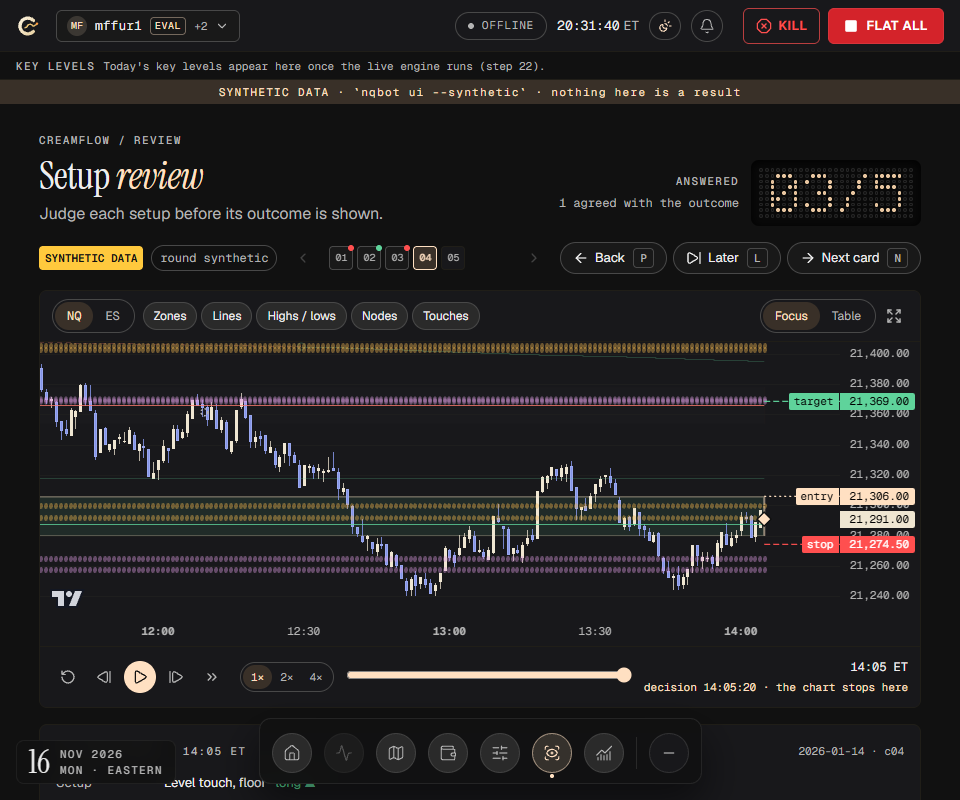 MF mffur1 EVAL +2 OFFLINE 20:31:40 ET KILL FLAT ALL
KEY LEVELS Today's key levels appear here once the live engine runs (step 22).
SYNTHETIC DATA · `nqbot ui --synthetic` · nothing here is a result
CREAMFLOW / REVIEW
Setup review
Judge each setup before its outcome is shown.
ANSWERED
1 agreed with the outcome
03/5
SYNTHETIC DATA round synthetic 01 02 03 04 05 Back P Later L Next card N
NQ ES Zones Lines Highs / lows Nodes Touches Focus Table
21,400.00
21,380.00
target 21,369.00
21,360.00
21,340.00
21,320.00
entry 21,306.00
21,300.00
21,291.00
21,280.00
stop 21,274.50
21,260.00
21,240.00
12:00 12:30 13:00 13:30 14:00
1× 2× 4×
14:05 ET
decision 14:05:20 · the chart stops here
14:05 ET 2026-01-14 · c04
16 NOV 2026
MON · EASTERN
Setup Level touch, floor long